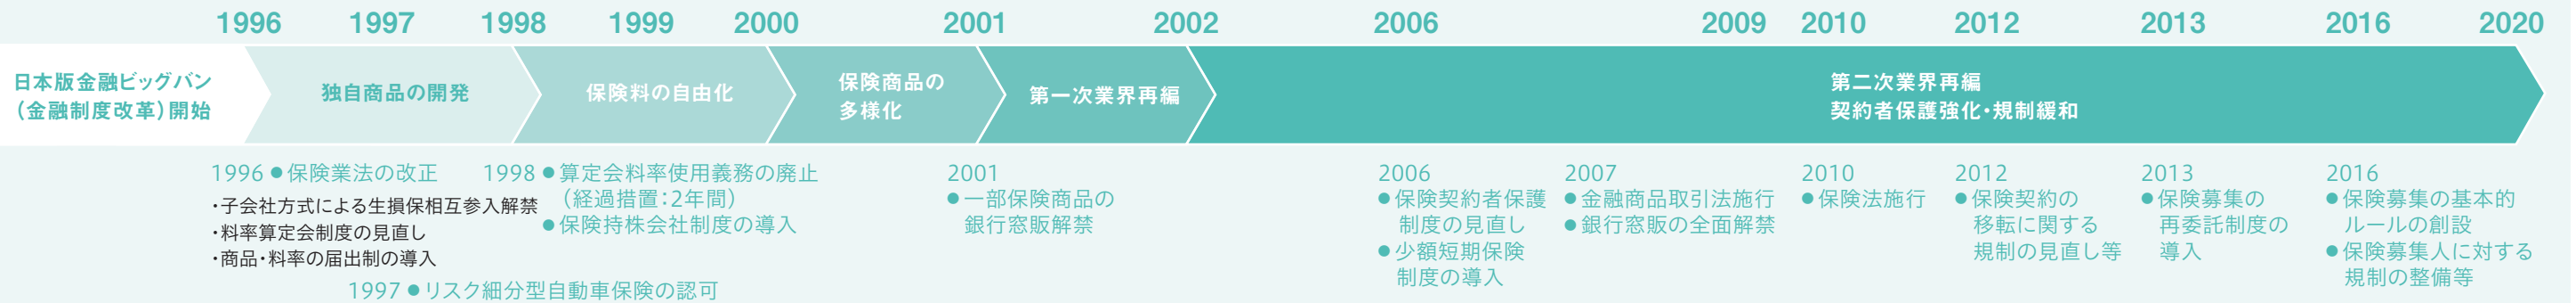 1996 1997 1998 1999 2000 2001 2002 2006 2009 2010 2012 2013 2016 2020
日本版金融ビッグバン
（金融制度改革）開始
独自商品の開発
保険料の自由化
保険商品の
多様化
第一次業界再編
第二次業界再編
契約者保護強化・規制緩和
1996 ●保険業法の改正
・子会社方式による生損保相互参入解禁
・料率算定会制度の見直し
・商品・料率の届出制の導入
1997 ●リスク細分型自動車保険の認可
1998 ●算定会料率使用義務の廃止
（経過措置：2年間）
●保険持株会社制度の導入
2001
●一部保険商品の
銀行窓販解禁
2006
●保険契約者保護
制度の見直し
●少額短期保険
制度の導入
2007
●金融商品取引法施行
●銀行窓販の全面解禁
2010
●保険法施行
2012
●保険契約の
移転に関する
規制の見直し等
2013
●保険募集の
再委託制度の
導入
2016
●保険募集の基本的
ルールの創設
●保険募集人に対する
規制の整備等